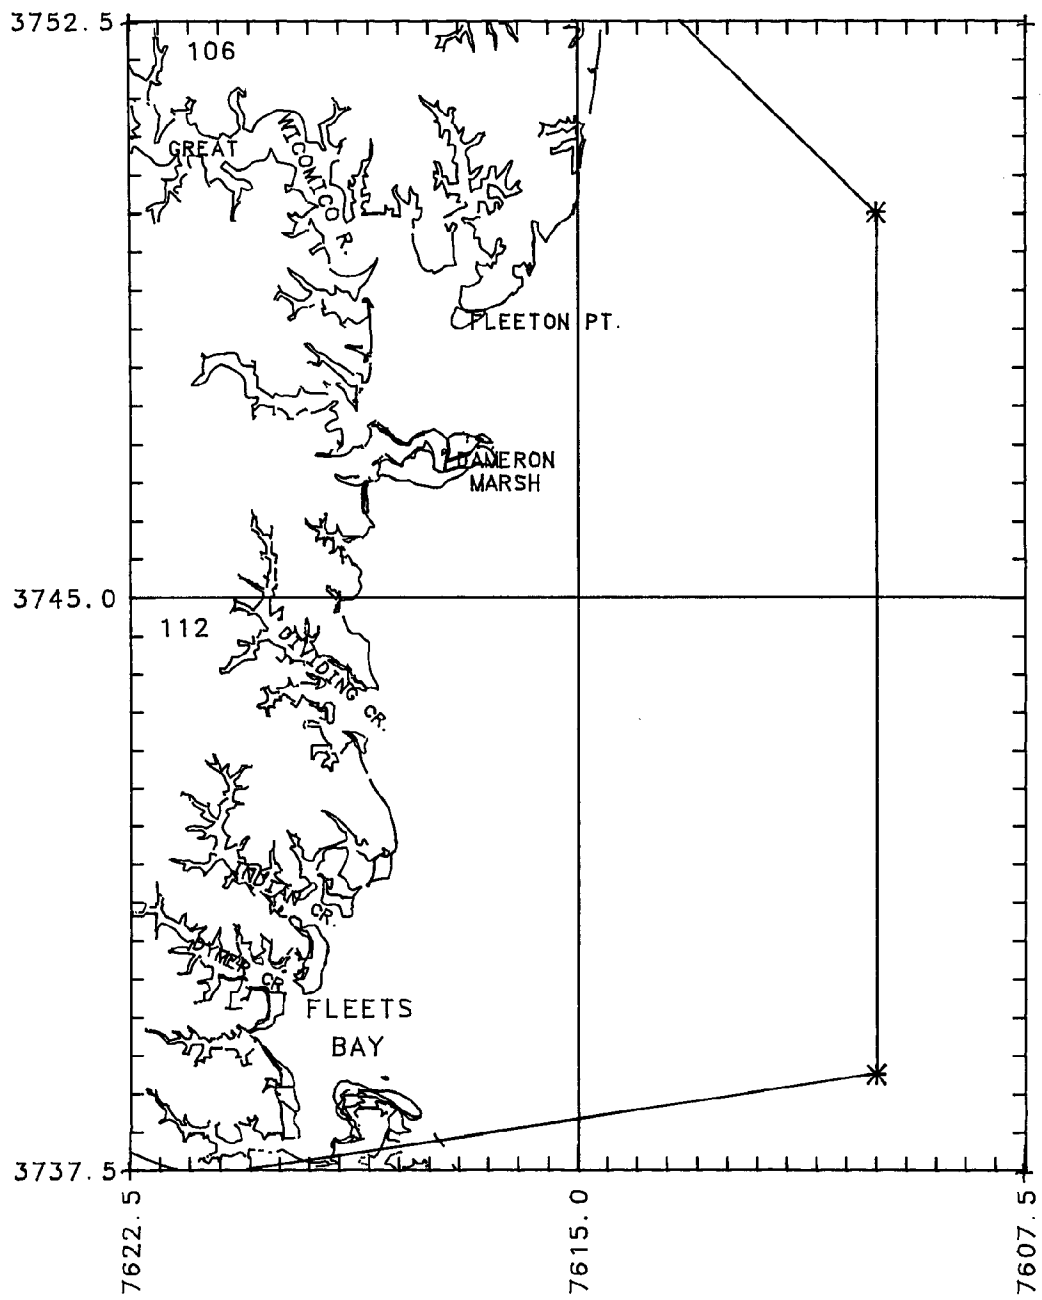 3752.5
106
GREAT
WICOMICO R.
FLEETON PT.
DAMERON
MARSH
3745.0
112
DIVIDING CR.
INDIAN CR.
DYMER CR.
FLEETS
BAY
3737.5
7622.5
7615.0
7607.5